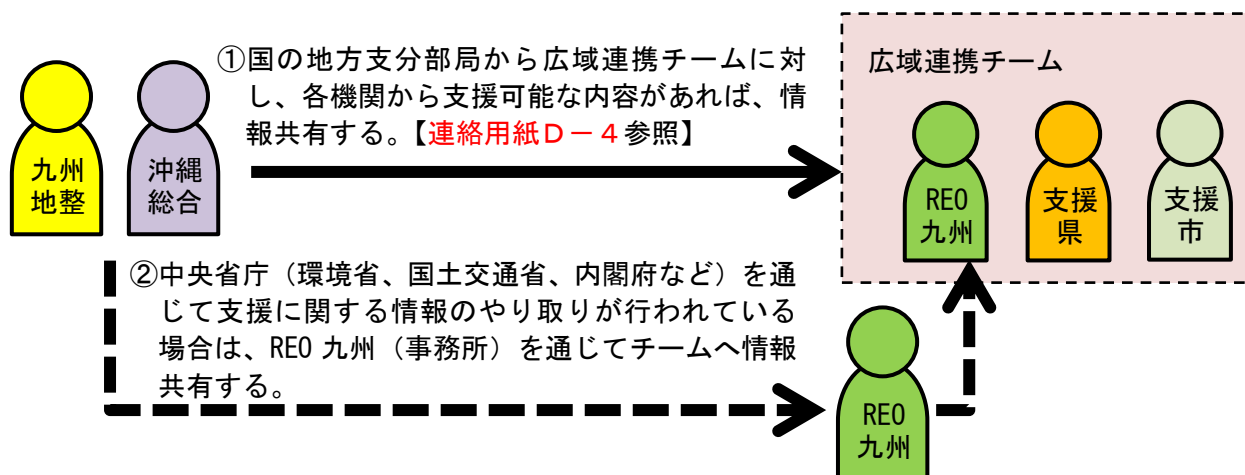 ①国の地方支分部局から広域連携チームに対
し、各機関から支援可能な内容があれば、情
報共有する。【連絡用紙Ｄ－４参照】
九州
地整
沖縄
総合
広域連携チーム
REO
九州
支援
県
支援
市
②中央省庁（環境省、国土交通省、内閣府など）を通
じて支援に関する情報のやり取りが行われている
場合は、REO 九州（事務所）を通じてチームへ情報
共有する。
REO
九州